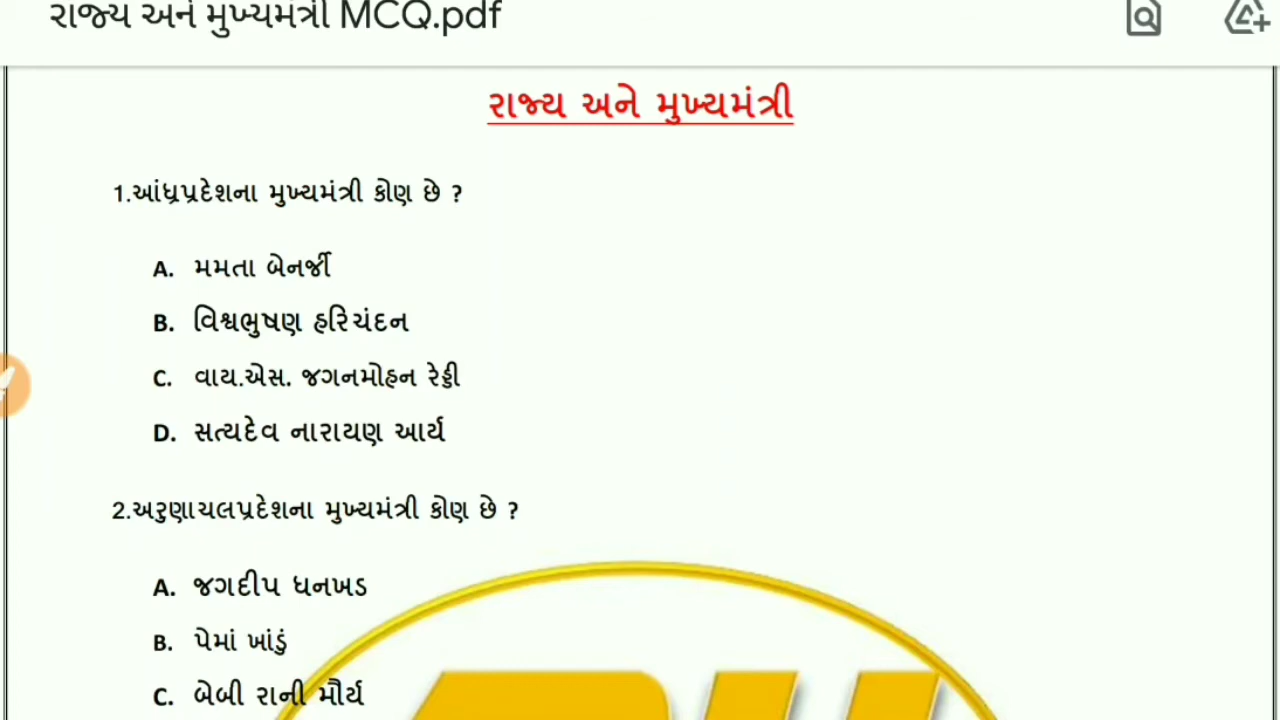 રાજ્ય અને મુખ્યમંત્રી MCQ.pdf
રાજ્ય અને મુખ્યમંત્રી
1.આંધ્રપ્રદેશના મુખ્યમંત્રી કોણ છે ?
A. મમતા બેનર્જી
B. વિશ્વભુષણ હરિચંદન
C. વાય.એસ. જગનમોહન રેડ્ડી
D. સત્યદેવ નારાયણ આર્ય
2.અરુણાચલપ્રદેશના મુખ્યમંત્રી કોણ છે ?
A. જગદીપ ધનખડ
B. પેમાં ખાંડું
C. બેબી રાની મૌર્ય